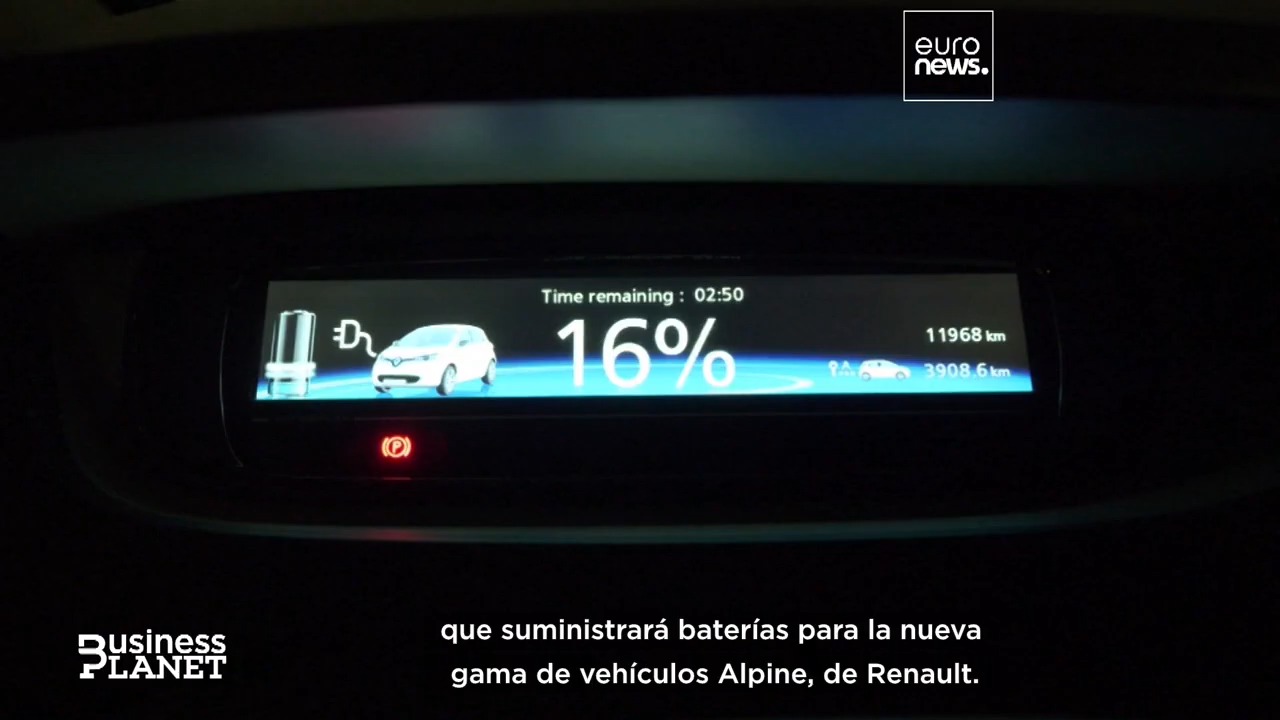 euro
news.
Time remaining : 02:50
16%
11968 km
3908.6 km
P
Business
PLANET
que suministrará baterías para la nueva
gama de vehículos Alpine, de Renault.